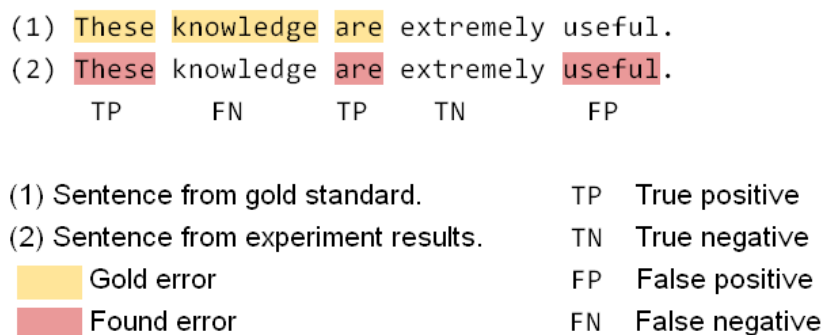 (1) These knowledge are extremely useful.
(2) These knowledge are extremely useful.
TP FN TP TN FP
(1) Sentence from gold standard. TP True positive
(2) Sentence from experiment results. TN True negative
Gold error FP False positive
Found error FN False negative